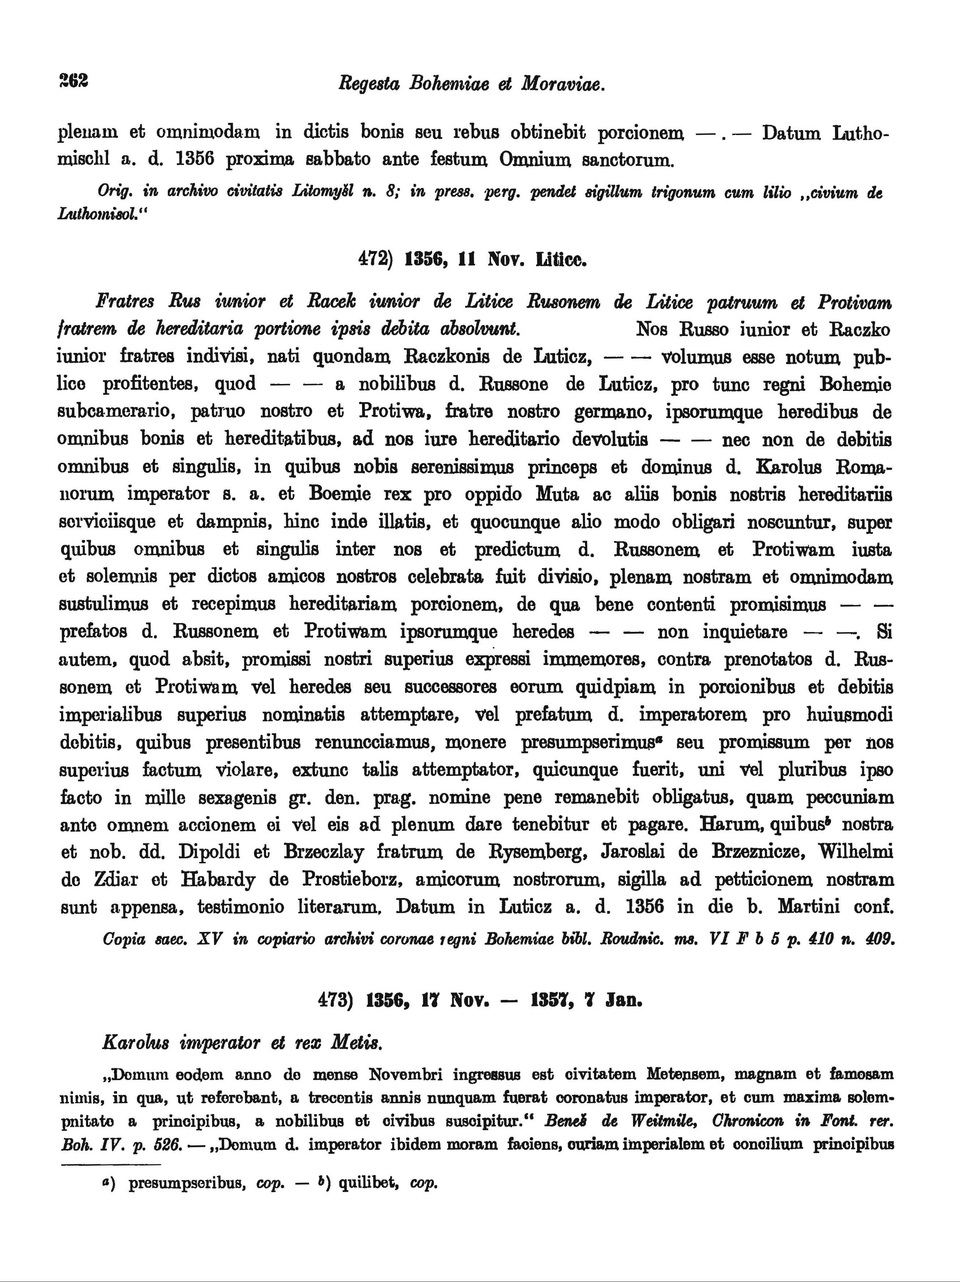 262 Regesta Bohemiae et Moraviae.
plenam et omnimodam in dictis bonis seu rebus obtinebit porcionem — . — Datum Lutho-
mischl a. d. 1356 proxima sabbato ante festum Omnium sanctorum.
Orig. in archivo civitatis Litomyšl n. 8; in press. perg. pendet sigillum trigonum cum lilio „civium de
Luthomisol.“
472) 1356, 11 Nov. Litice.
Fratres Rus iunior et Racek iunior de Litice Rusonem de Litice patruum et Protivam
fratrem de hereditaria portione ipsis debita absolvunt. Nos Russo iunior et Raczko
iunior fratres indivisi, nati quondam Raczkonis de Luticz, — — volumus esse notum pub-
lice profitentes, quod — — a nobilibus d. Russone de Luticz, pro tunc regni Bohemie
subcamerario, patruo nostro et Protiwa, fratre nostro germano, ipsorumque heredibus de
omnibus bonis et hereditatibus, ad nos iure hereditario devolutis — — nec non de debitis
omnibus et singulis, in quibus nobis serenissimus princeps et dominus d. Karolus Roma-
norum imperator s. a. et Boemie rex pro oppido Muta ac aliis bonis nostris hereditariis
serviciisque et dampnis, hinc inde illatis, et quocunque alio modo obligari noscuntur, super
quibus omnibus et singulis inter nos et predictum d. Russonem et Protiwam iusta
et solemnis per dictos amicos nostros celebrata fuit divisio, plenam nostram et omnimodam
sustulimus et recepimus hereditariam porcionem, de qua bene contenti promisimus — —
prefatos d. Russonem et Protiwam ipsorumque heredes — — non inquietare — —. Si
autem, quod absit, promissi nostri superius expressi immemores, contra prenotatos d. Rus-
sonem et Protiwam vel heredes seu successores eorum quidpiam in porcionibus et debitis
imperialibus superius nominatis attemptare, vel prefatum d. imperatorem pro huiusmodi
debitis, quibus presentibus renuncciamus, monere presumpserimusᵃ seu promissum per nos
superius factum violare, extunc talis attemptator, quicunque fuerit, uni vel pluribus ipso
facto in mille sexagenis gr. den. prag. nomine pene remanebit obligatus, quam peccuniam
ante omnem accionem ei vel eis ad plenum dare tenebitur et pagare. Harum, quibusᵇ nostra
et nob. dd. Dipoldi et Brzeczlay fratrum de Rysemberg, Jaroslai de Brzeznicze, Wilhelmi
de Zdiar et Habardy de Prostieborz, amicorum nostrorum, sigilla ad petticionem nostram
sunt appensa, testimonio literarum. Datum in Luticz a. d. 1356 in die b. Martini conf.
Copia saec. XV in copiario archivi coronae regni Bohemiae bibl. Roudnic. ms. VI F b 5 p. 410 n. 409.
473) 1356, 17 Nov. — 1357, 7 Jan.
Karolus imperator et rex Metis.
„Demum eodem anno de mense Novembri ingressus est civitatem Metensem, magnam et famosam
nimis, in qua, ut referebant, a trecentis annis nunquam fuerat coronatus imperator, et cum maxima solem-
pnitate a principibus, a nobilibus et civibus suscipitur.“ Beneš de Weitmile, Chronicon in Font. rer.
Boh. IV. p. 526. — „Demum d. imperator ibidem moram faciens, curiam imperialem et concilium principibus
ᵃ) presumpseribus, cop. — ᵇ) quilibet, cop.